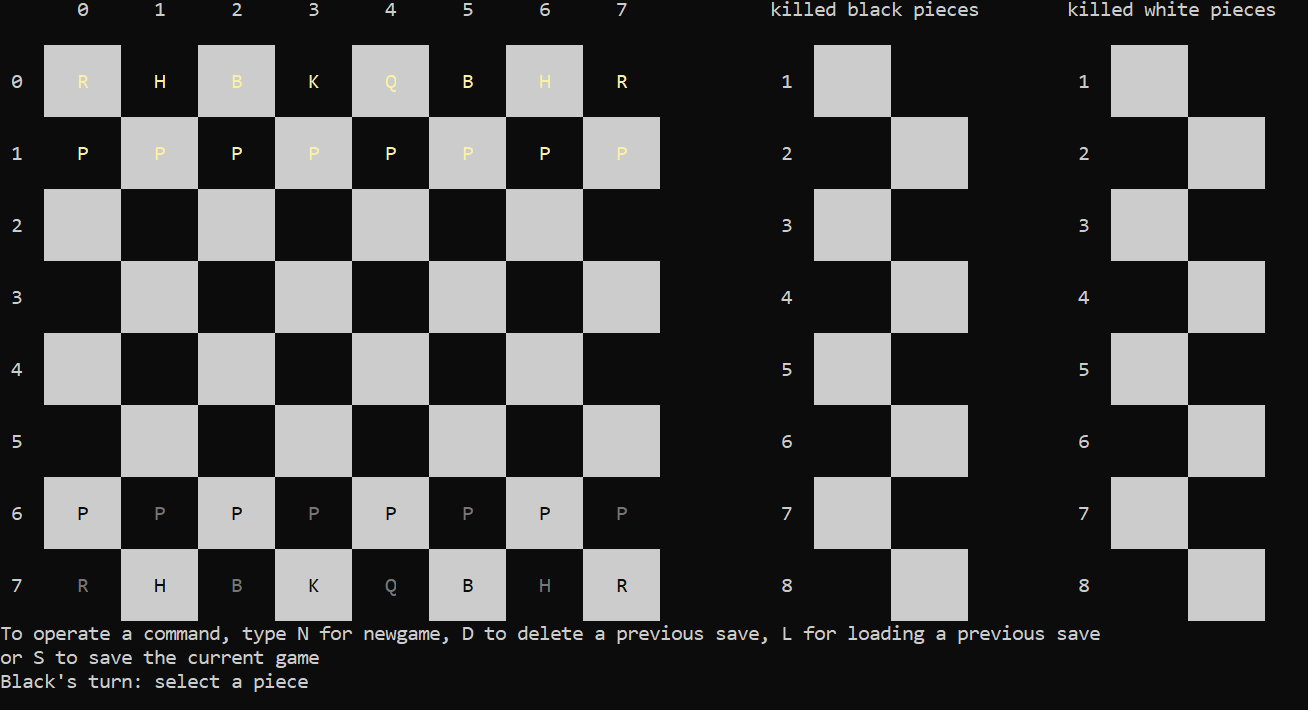 0 1 2 3 4 5 6 7 killed black pieces killed white pieces
0 R H B K Q B H R 1 1
1 P P P P P P P P 2 2
2 3 3
3 4 4
4 5 5
5 6 6
6 P P P P P P P P 7 7
7 R H B K Q B H R 8 8
To operate a command, type N for newgame, D to delete a previous save, L for loading a previous save
or S to save the current game
Black's turn: select a piece